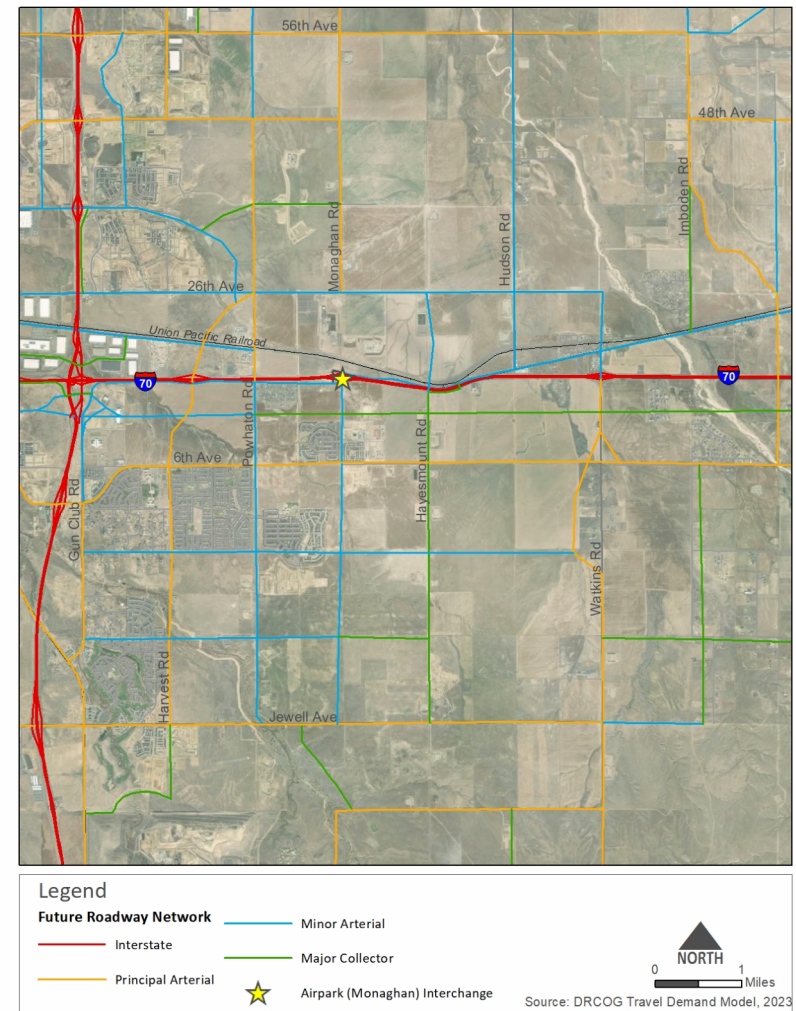 56th Ave
48th Ave
Imboden Rd
Monaghan Rd
Hudson Rd
26th Ave
Union Pacific Railroad
70
70
Powhaton Rd
Hayesmount Rd
6th Ave
Gun Club Rd
Watkins Rd
Harvest Rd
Jewell Ave
Legend
Future Roadway Network
Interstate
Principal Arterial
Minor Arterial
Major Collector
Airpark (Monaghan) Interchange
NORTH
0 1
Miles
Source: DRCOG Travel Demand Model, 2023